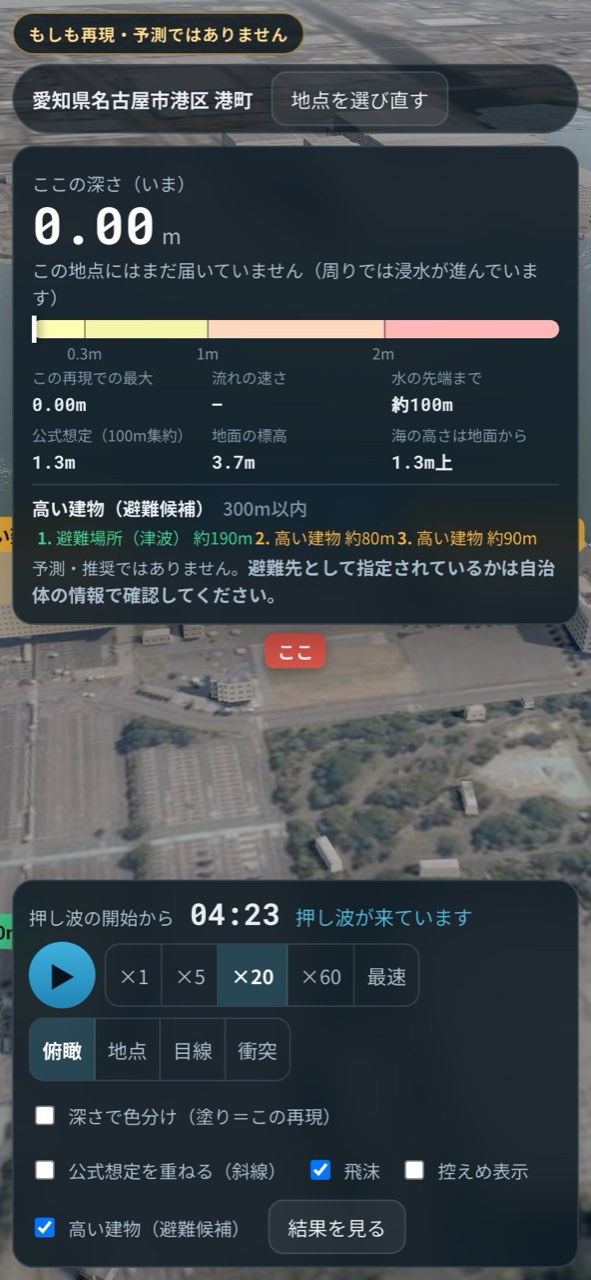 もしも再現・予測ではありません
愛知県名古屋市港区 港町 地点を選び直す
ここの深さ（いま）
0.00 m
この地点にはまだ届いていません（周りでは浸水が進んでいま
す）
0.3m 1m 2m
この再現での最大 流れの速さ 水の先端まで
0.00m – 約100m
公式想定（100m集約） 地面の標高 海の高さは地面から
1.3m 3.7m 1.3m上
高い建物（避難候補） 300m以内
1. 避難場所（津波） 約190m 2. 高い建物 約80m 3. 高い建物 約90m
予測・推奨ではありません。避難先として指定されているかは自治
体の情報で確認してください。
ここ
押し波の開始から 04:23 押し波が来ています
×1 ×5 ×20 ×60 最速
俯瞰 地点 目線 衝突
深さで色分け（塗り＝この再現）
公式想定を重ねる（斜線） 飛沫 控えめ表示
高い建物（避難候補） 結果を見る